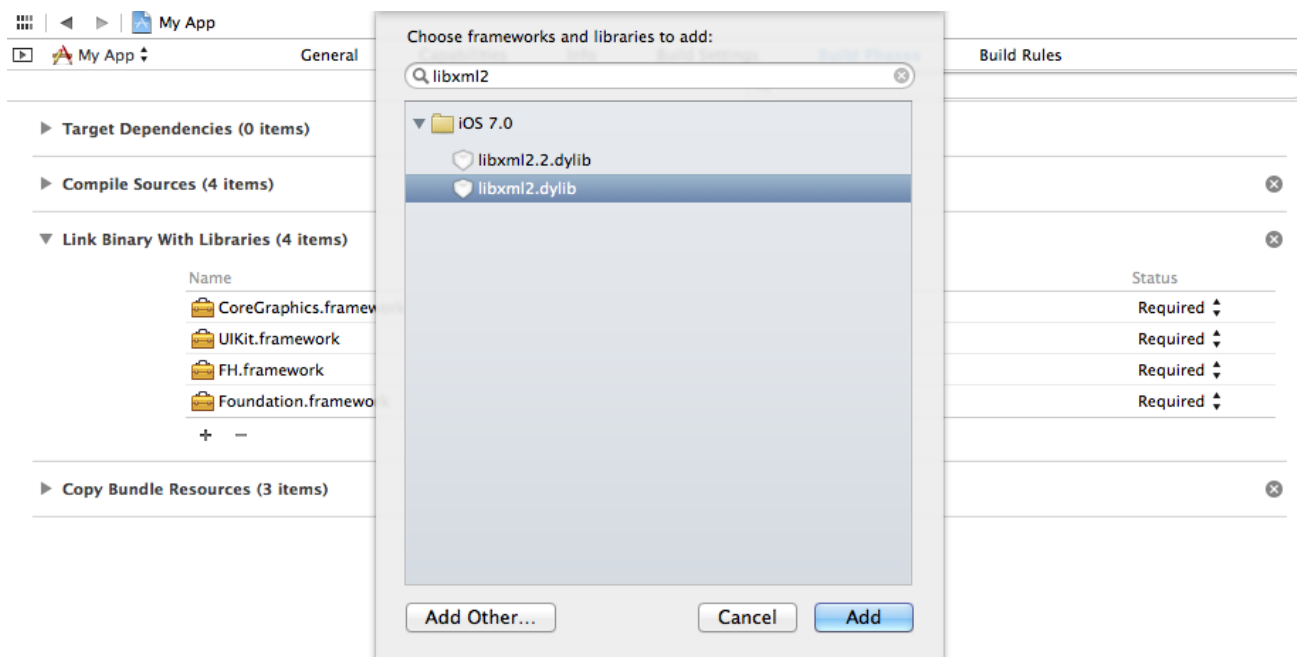 My App
My App
General
Build Rules
Choose frameworks and libraries to add:
libxml2
iOS 7.0
libxml2.2.dylib
libxml2.dylib
Add Other...
Cancel
Add
Target Dependencies (0 items)
Compile Sources (4 items)
Link Binary With Libraries (4 items)
Name
Status
CoreGraphics.framew
Required
UIKit.framework
Required
FH.framework
Required
Foundation.framewo
Required
Copy Bundle Resources (3 items)